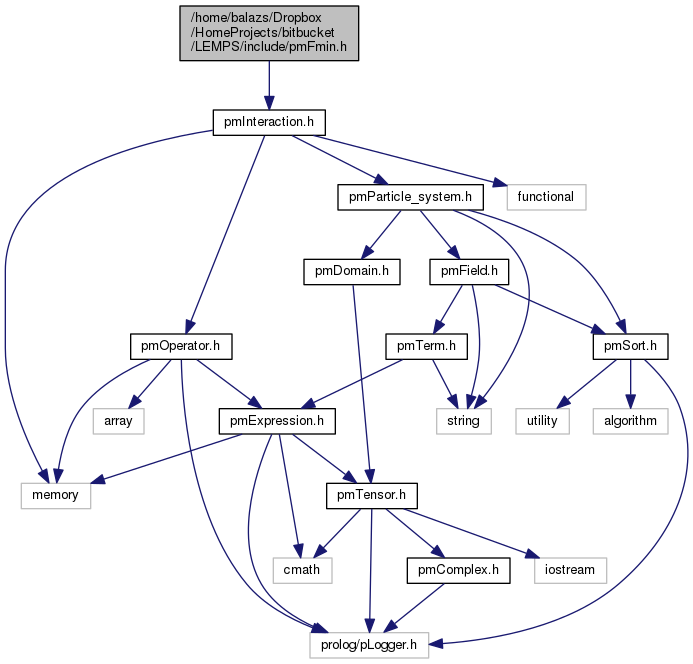 /home/balazs/Dropbox
/HomeProjects/bitbucket
/LEMPS/include/pmFmin.h
pmInteraction.h
pmParticle_system.h
functional
pmDomain.h
pmField.h
pmOperator.h
pmTerm.h
pmSort.h
array
pmExpression.h
string
utility
algorithm
memory
pmTensor.h
cmath
pmComplex.h
iostream
prolog/pLogger.h